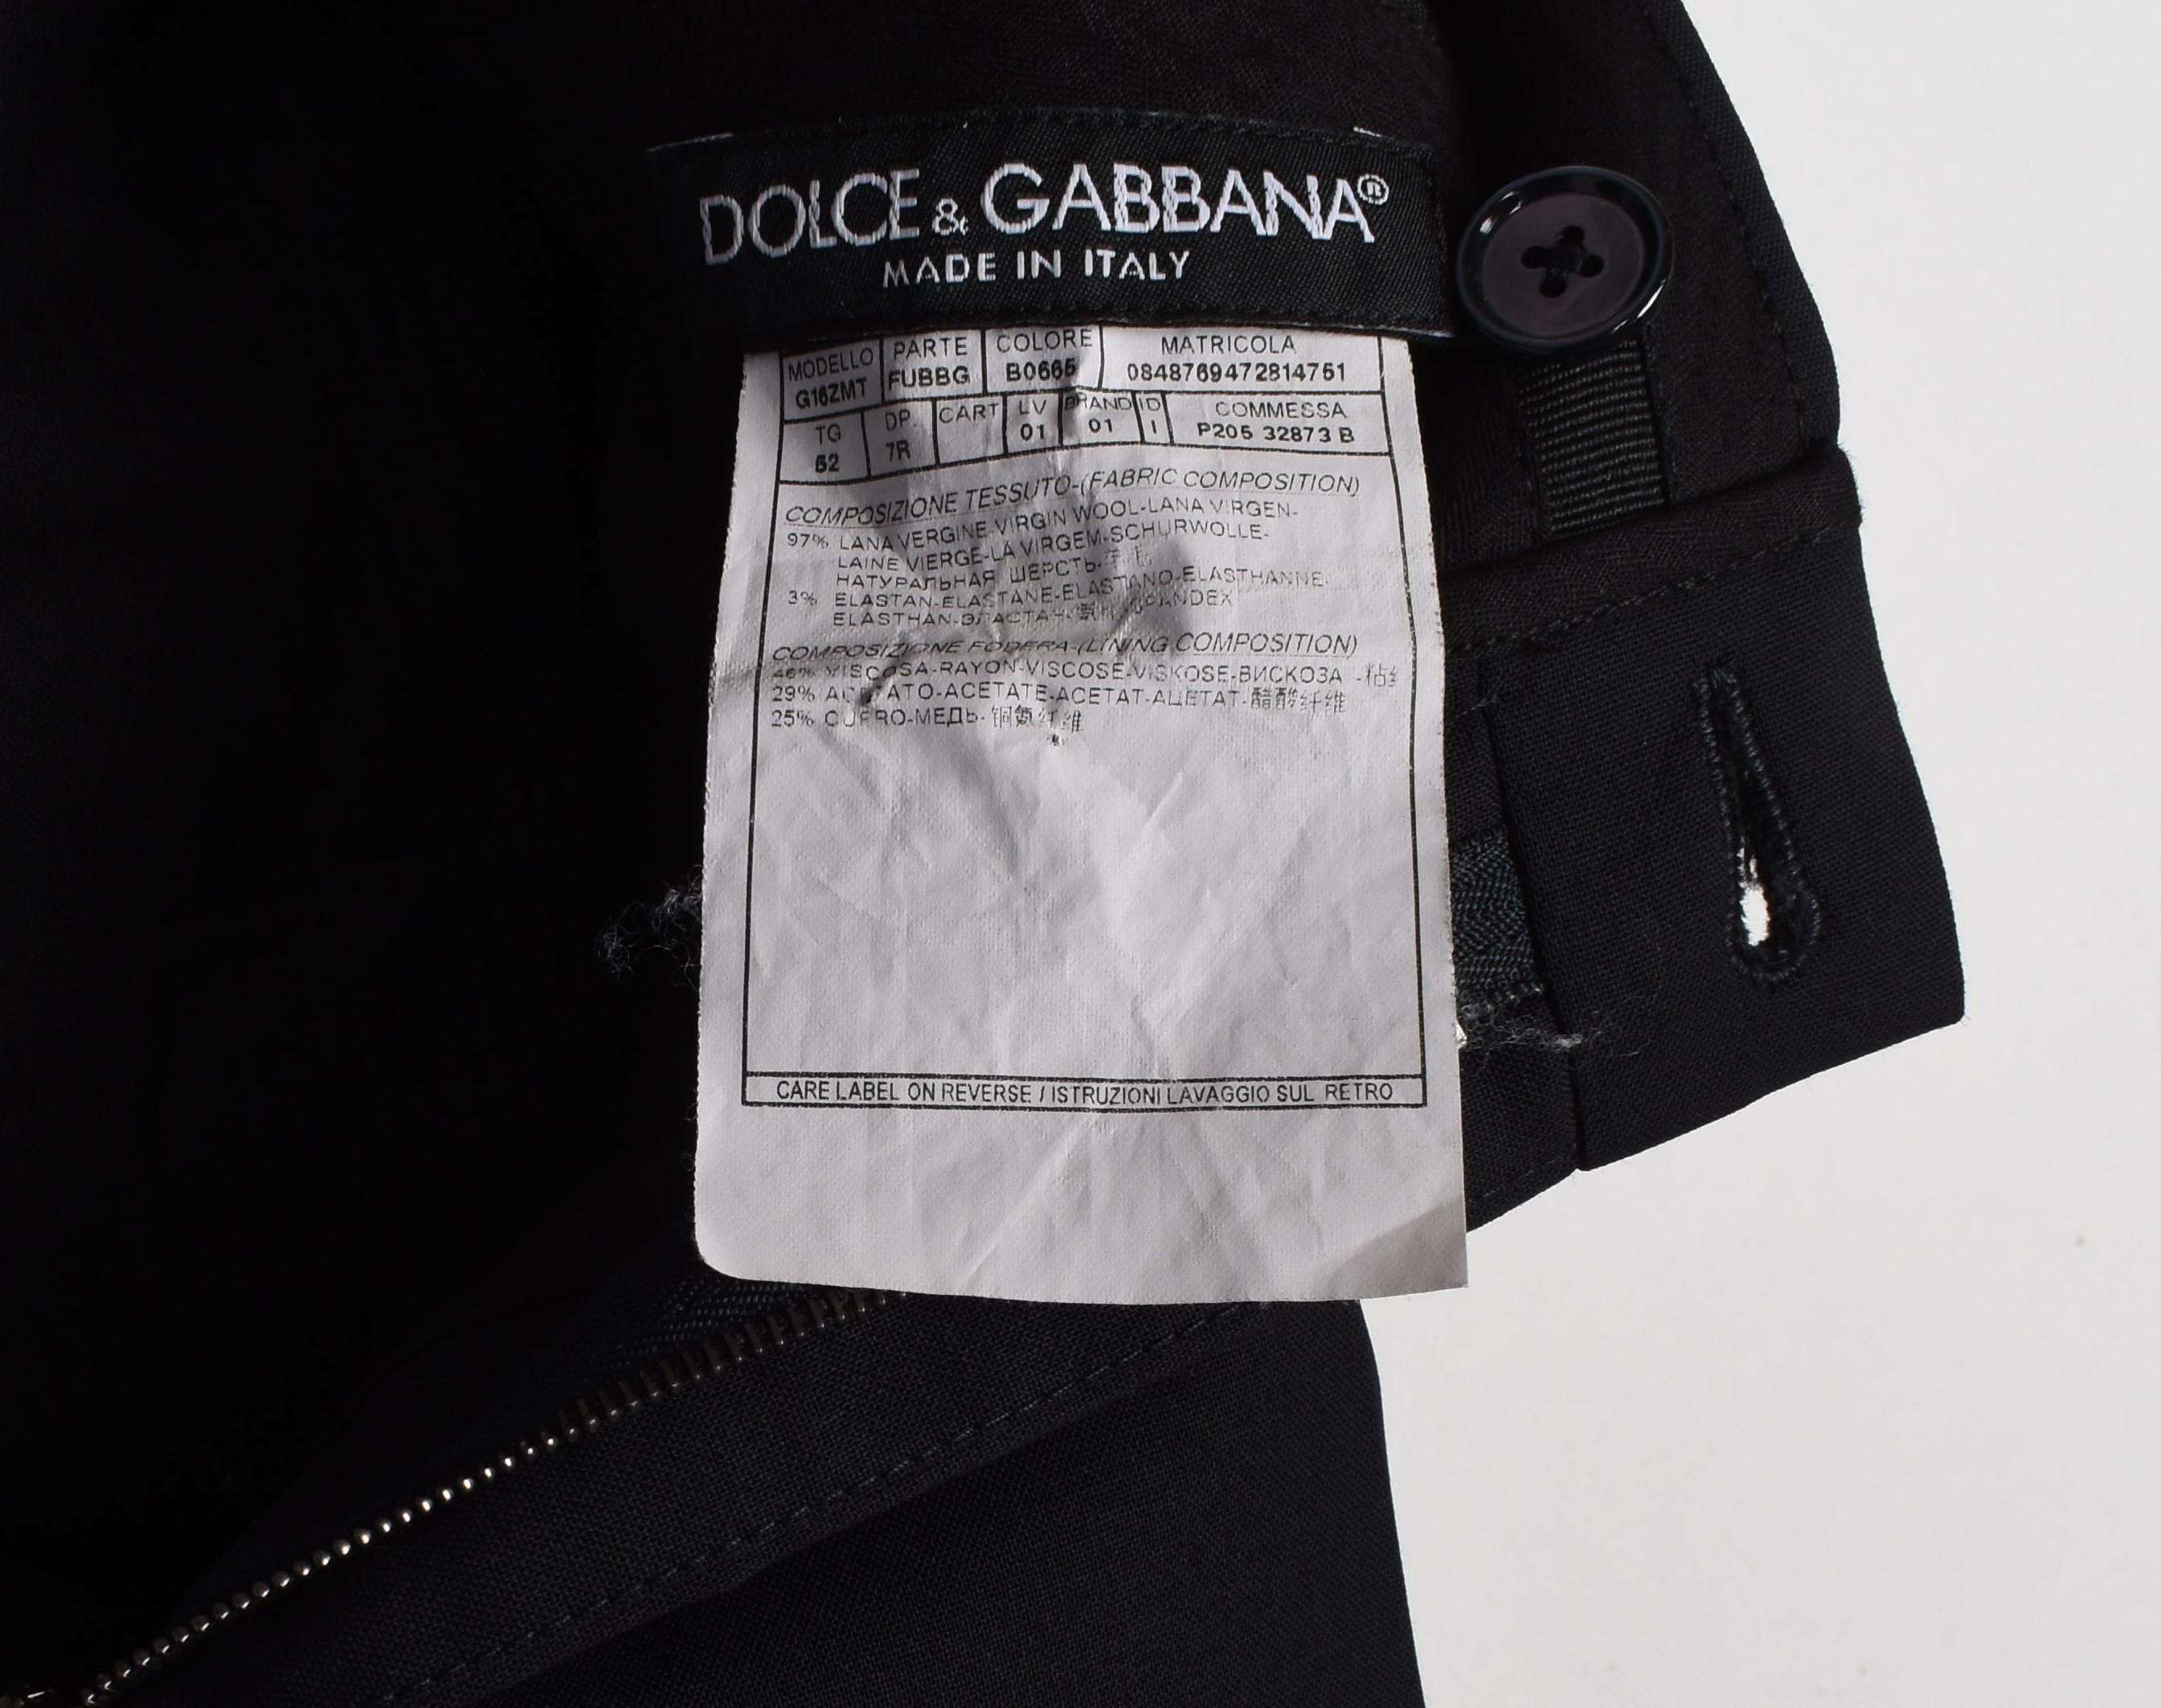 DOLCE & GABBANA®
MADE IN ITALY
MODELLO PARTE COLORE MATRICOLA
G16ZMT FUBBG B0665 0848769472814751
TG DP. CART LV BRAND ID COMMESSA
52 7R 01 01 I P205 32873 B
COMPOSIZIONE TESSUTO-(FABRIC COMPOSITION)
97% LANA VERGINE-VIRGIN WOOL-LANA VIRGEN-
LAINE VIERGE-LÃ VIRGEM-SCHURWOLLE-
НАТУРАЛЬНАЯ ШЕРСТЬ-
3% ELASTAN-ELASTANE-ELASTANO-ELASTHANNE-
ELASTHAN-ЭЛАСТАН-
COMPOSIZIONE FODERA-(LINING COMPOSITION)
46% VISCOSA-RAYON-VISCOSE-VISKOSE-ВИСКОЗА -粘
29% ACETATO-ACETATE-ACETAT-АЦЕТАТ-醋酸纤维
25% CUPRO-МЕДЬ-铜氨纤维
CARE LABEL ON REVERSE / ISTRUZIONI LAVAGGIO SUL RETRO